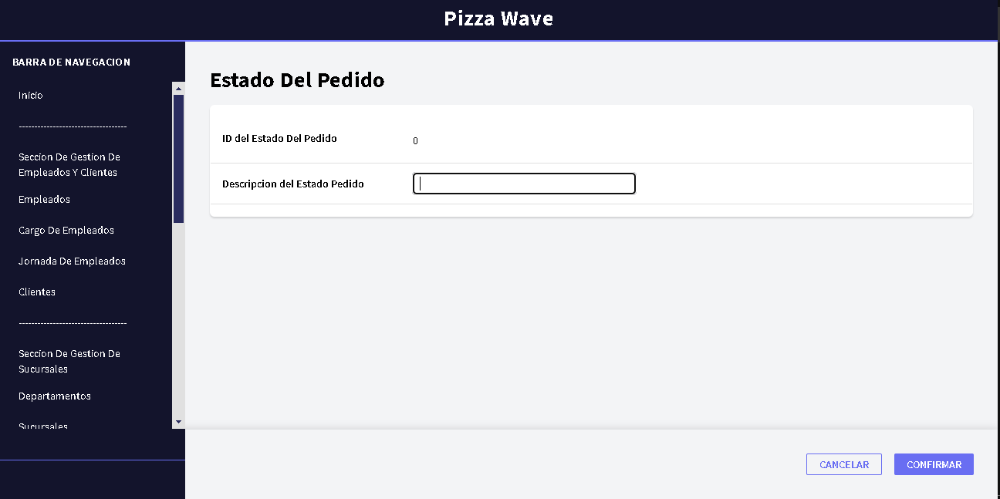 Pizza Wave
BARRA DE NAVEGACION
Inicio
-----------------------------------
Seccion De Gestion De
Empleados Y Clientes
Empleados
Cargo De Empleados
Jornada De Empleados
Clientes
-----------------------------------
Seccion De Gestion De
Sucursales
Departamentos
Sucursales
Estado Del Pedido
ID del Estado Del Pedido
0
Descripcion del Estado Pedido
CANCELAR
CONFIRMAR